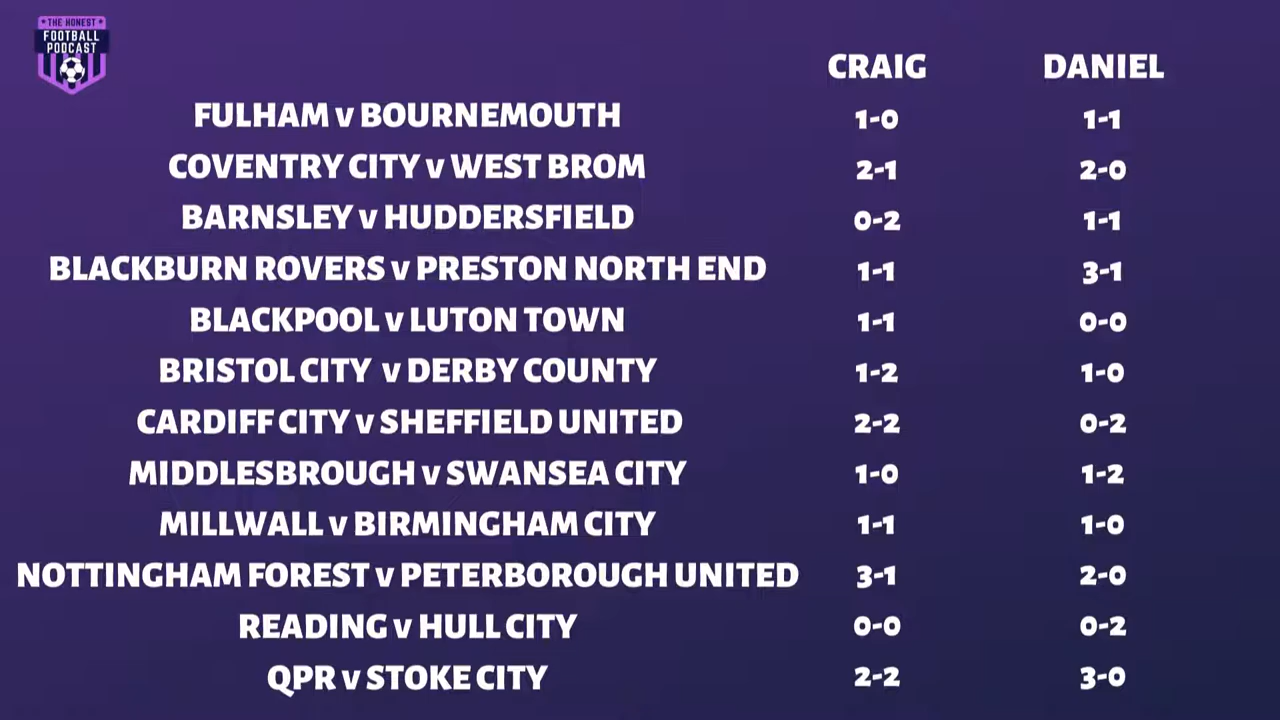 THE HONEST
FOOTBALL
PODCAST
CRAIG DANIEL
FULHAM v BOURNEMOUTH 1-0 1-1
COVENTRY CITY v WEST BROM 2-1 2-0
BARNSLEY v HUDDERSFIELD 0-2 1-1
BLACKBURN ROVERS v PRESTON NORTH END 1-1 3-1
BLACKPOOL v LUTON TOWN 1-1 0-0
BRISTOL CITY v DERBY COUNTY 1-2 1-0
CARDIFF CITY v SHEFFIELD UNITED 2-2 0-2
MIDDLESBROUGH v SWANSEA CITY 1-0 1-2
MILLWALL v BIRMINGHAM CITY 1-1 1-0
NOTTINGHAM FOREST v PETERBOROUGH UNITED 3-1 2-0
READING v HULL CITY 0-0 0-2
QPR v STOKE CITY 2-2 3-0